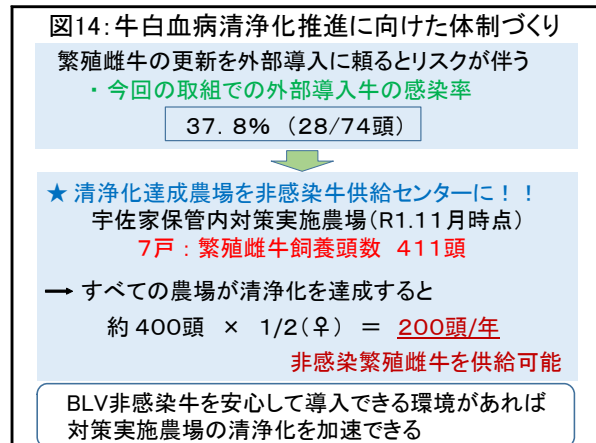 図14:牛白血病清浄化推進に向けた体制づくり
繁殖雌牛の更新を外部導入に頼るとリスクが伴う
・今回の取組での外部導入牛の感染率
37.8%(28/74頭)
★ 清浄化達成農場を非感染牛供給センターに!!
宇佐家保管内対策実施農場(R1.11月時点)
7戸:繁殖雌牛飼養頭数 411頭
→ すべての農場が清浄化を達成すると
約400頭 × 1/2(♀) = 200頭/年
非感染繁殖雌牛を供給可能
BLV非感染牛を安心して導入できる環境があれば
対策実施農場の清浄化を加速できる